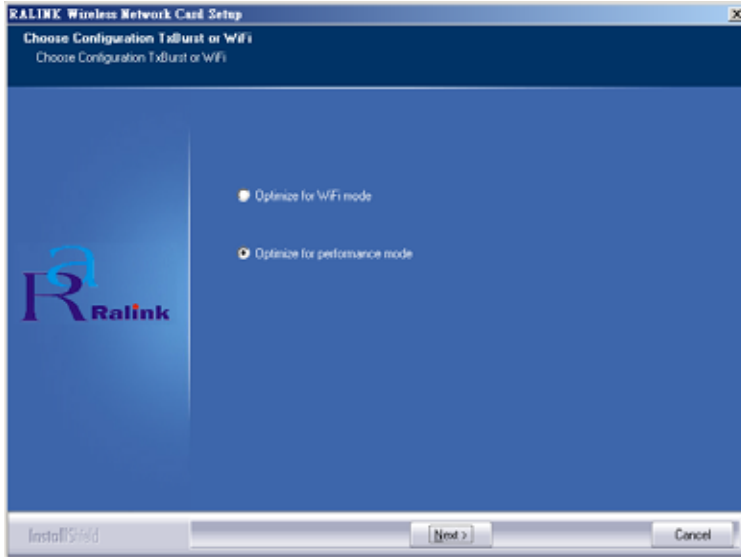 RALINK Wireless Network Card Setup
Choose Configuration TxBurst or WiFi
Choose Configuration TxBurst or WiFi
Optimize for WiFi mode
Optimize for performance mode
Ralink
InstallShield
Next >
Cancel